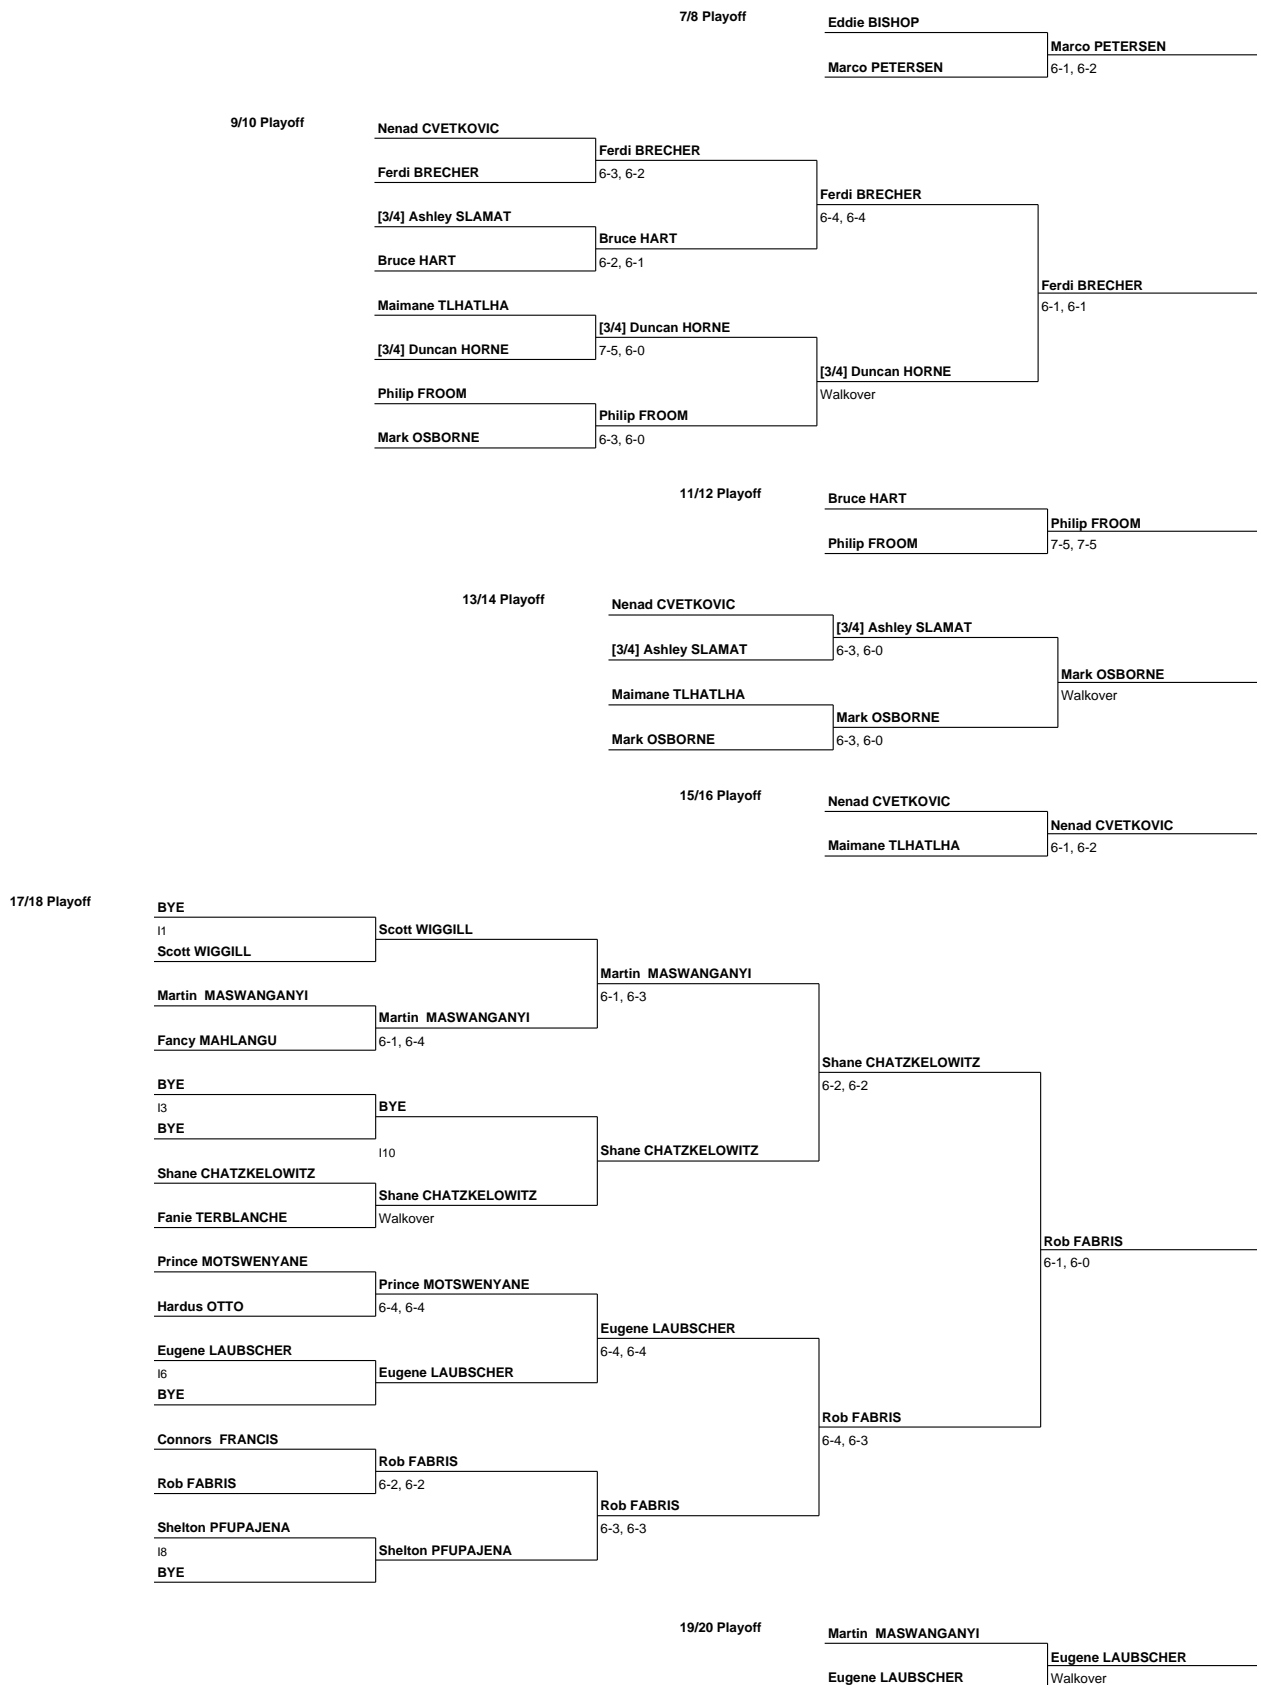 7/8 Playoff
Eddie BISHOP
Marco PETERSEN
Marco PETERSEN
6-1, 6-2
9/10 Playoff
Nenad CVETKOVIC
Ferdi BRECHER
Ferdi BRECHER
6-3, 6-2
Ferdi BRECHER
[3/4] Ashley SLAMAT
6-4, 6-4
Bruce HART
Bruce HART
6-2, 6-1
Ferdi BRECHER
Maimane TLHATLHA
6-1, 6-1
[3/4] Duncan HORNE
[3/4] Duncan HORNE
7-5, 6-0
[3/4] Duncan HORNE
Philip FROOM
Walkover
Philip FROOM
Mark OSBORNE
6-3, 6-0
11/12 Playoff
Bruce HART
Philip FROOM
Philip FROOM
7-5, 7-5
13/14 Playoff
Nenad CVETKOVIC
[3/4] Ashley SLAMAT
[3/4] Ashley SLAMAT
6-3, 6-0
Mark OSBORNE
Maimane TLHATLHA
Walkover
Mark OSBORNE
Mark OSBORNE
6-3, 6-0
15/16 Playoff
Nenad CVETKOVIC
Nenad CVETKOVIC
Maimane TLHATLHA
6-1, 6-2
17/18 Playoff
BYE
I1
Scott WIGGILL
Scott WIGGILL
Martin MASWANGANYI
Martin MASWANGANYI
6-1, 6-3
Martin MASWANGANYI
Fancy MAHLANGU
6-1, 6-4
Shane CHATZKELOWITZ
BYE
6-2, 6-2
I3
BYE
BYE
I10
Shane CHATZKELOWITZ
Shane CHATZKELOWITZ
Shane CHATZKELOWITZ
Fanie TERBLANCHE
Walkover
Rob FABRIS
Prince MOTSWENYANE
6-1, 6-0
Prince MOTSWENYANE
Hardus OTTO
6-4, 6-4
Eugene LAUBSCHER
Eugene LAUBSCHER
6-4, 6-4
I6
Eugene LAUBSCHER
BYE
Rob FABRIS
Connors FRANCIS
6-4, 6-3
Rob FABRIS
Rob FABRIS
6-2, 6-2
Rob FABRIS
Shelton PFUPAJENA
6-3, 6-3
I8
Shelton PFUPAJENA
BYE
19/20 Playoff
Martin MASWANGANYI
Eugene LAUBSCHER
Eugene LAUBSCHER
Walkover